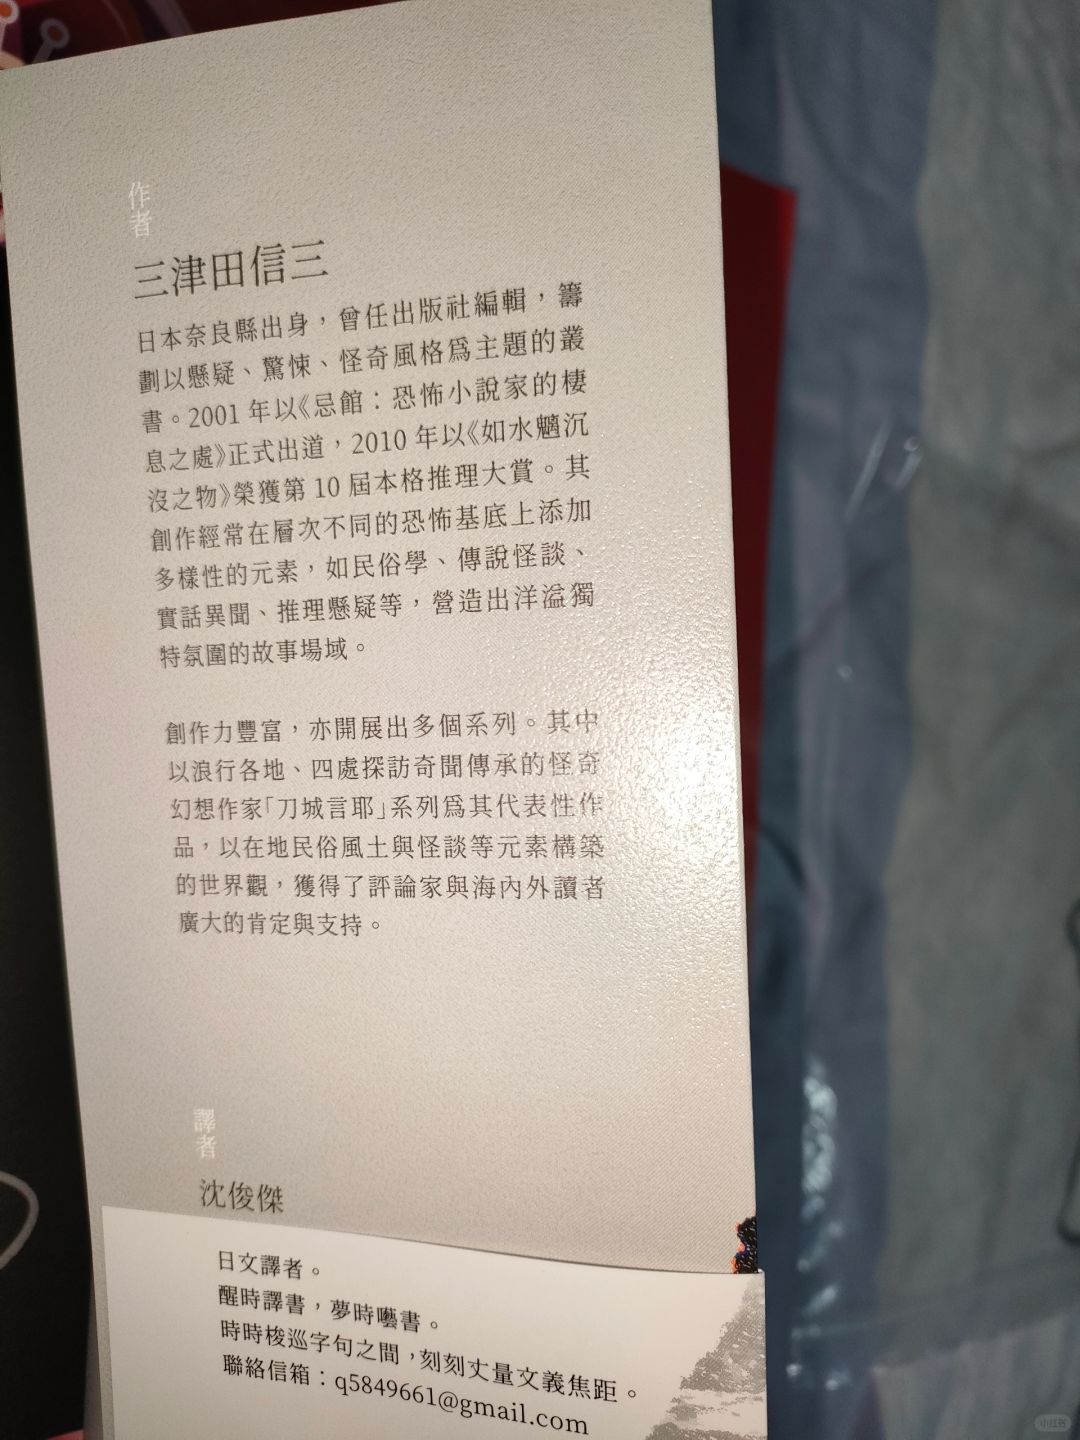 作者
三津田信三
日本奈良縣出身，曾任出版社編輯，籌
劃以懸疑、驚悚、怪奇風格爲主題的叢
書。2001年以《忌館：恐怖小說家的棲
息之處》正式出道，2010年以《如水魑沉
沒之物》榮獲第10屆本格推理大賞。其
創作經常在層次不同的恐怖基底上添加
多樣性的元素，如民俗學、傳說怪談、
實話異聞、推理懸疑等，營造出洋溢獨
特氛圍的故事場域。
創作力豐富，亦開展出多個系列。其中
以浪行各地、四處探訪奇聞傳承的怪奇
幻想作家「刀城言耶」系列爲其代表性作
品，以在地民俗風土與怪談等元素構築
的世界觀，獲得了評論家與海內外讀者
廣大的肯定與支持。
譯者
沈俊傑
日文譯者。
醒時譯書，夢時囈書。
時時梭巡字句之間，刻刻丈量文義焦距。
聯絡信箱：q5849661@gmail.com
小红书